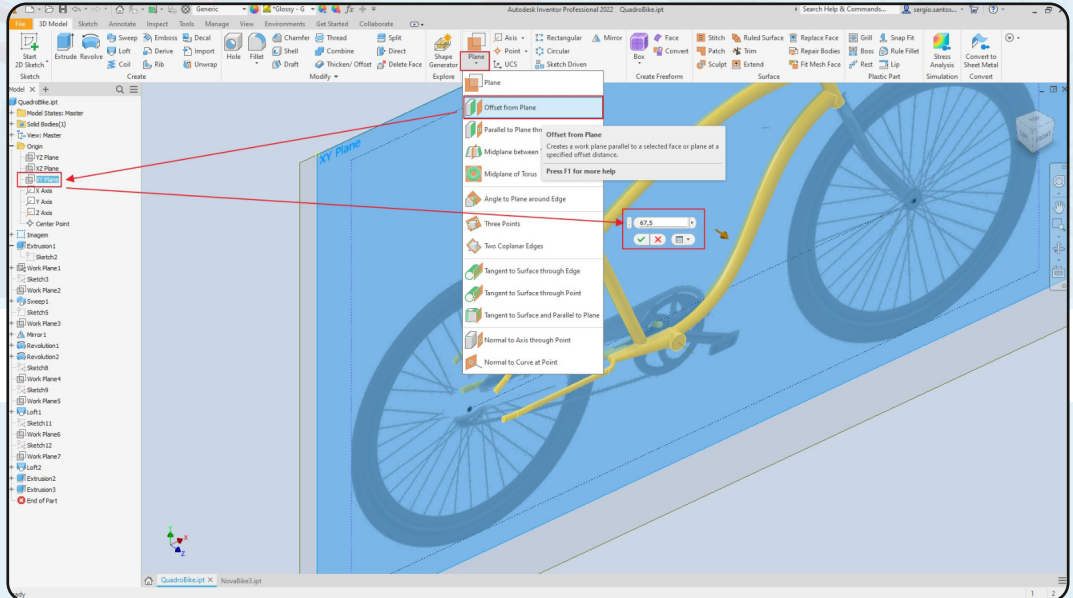 Autodesk Inventor Professional 2022 QuadroBike.ipt
Search Help & Commands...
sergio.santos...
Generic
*Glossy - G
File 3D Model Sketch Annotate Inspect Tools Manage View Environments Get Started Collaborate
Start
2D Sketch
Extrude Revolve
Sweep Emboss Decal
Loft Derive Import
Coil Rib Unwrap
Hole Fillet
Chamfer Thread Split
Shell Combine Direct
Draft Thicken/ Offset Delete Face
Shape
Generator
Plane
Axis
Point
UCS
Rectangular Mirror
Circular
Sketch Driven
Box
Face
Convert
Stitch Ruled Surface Replace Face
Patch Trim Repair Bodies
Sculpt Extend Fit Mesh Face
Grill Snap Fit
Boss Rule Fillet
Rest Lip
Stress
Analysis
Convert to
Sheet Metal
Sketch Create Modify Explore Create Freeform Surface Plastic Part Simulation Convert
Model
QuadroBike.ipt
Model States: Master
Solid Bodies(1)
View: Master
Origin
YZ Plane
XZ Plane
XY Plane
X Axis
Y Axis
Z Axis
Center Point
Imagem
Extrusion1
Sketch2
Work Plane1
Sketch3
Work Plane2
Sweep1
Sketch5
Work Plane3
Mirror1
Revolution1
Revolution2
Sketch8
Work Plane4
Sketch9
Work Plane5
Loft1
Sketch11
Work Plane6
Sketch12
Work Plane7
Loft2
Extrusion2
Extrusion3
End of Part
XY Plane
Plane
Offset from Plane
Parallel to Plane thr
Midplane between
Midplane of Torus
Angle to Plane around Edge
Three Points
Two Coplanar Edges
Tangent to Surface through Edge
Tangent to Surface through Point
Tangent to Surface and Parallel to Plane
Normal to Axis through Point
Normal to Curve at Point
Offset from Plane
Creates a work plane parallel to a selected face or plane at a
specified offset distance.
Press F1 for more help
67,5
TOP
FRONT
Y
X
Z
QuadroBike.ipt NovaBike3.ipt
1 2